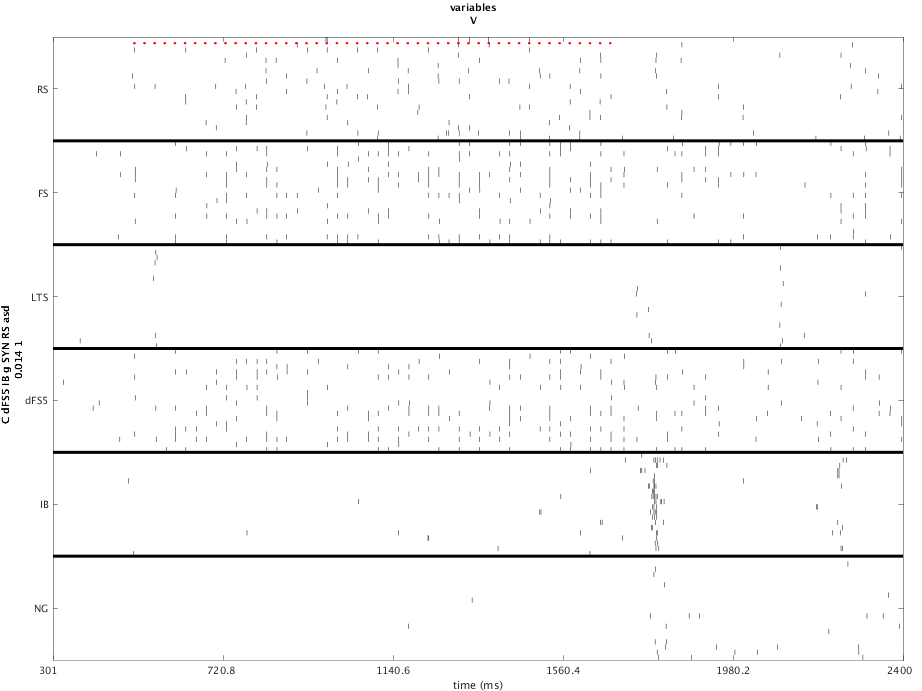 variables
V
RS
FS
LTS
dFS5
IB
NG
C dFS5 IB g SYN RS asd
0.014 1
301
720.8
1140.6
1560.4
1980.2
2400
time (ms)